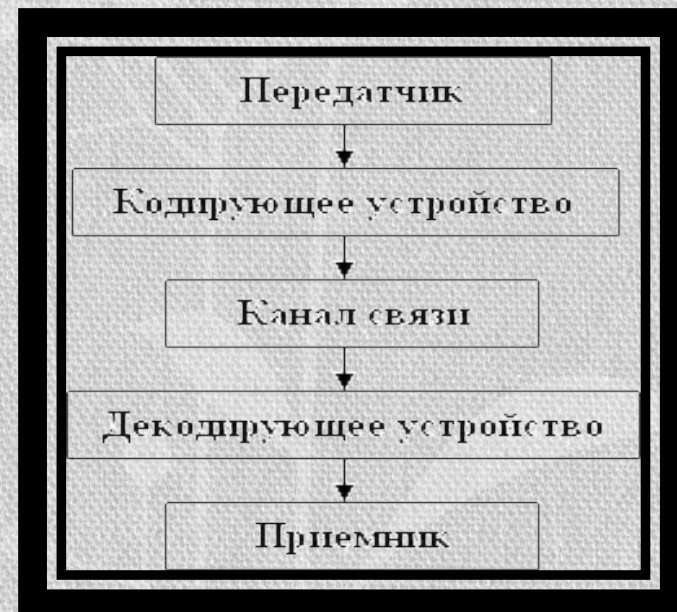 Передатчик
Кодирующее устройство
Канал связи
Декодирующее устройство
Приемник